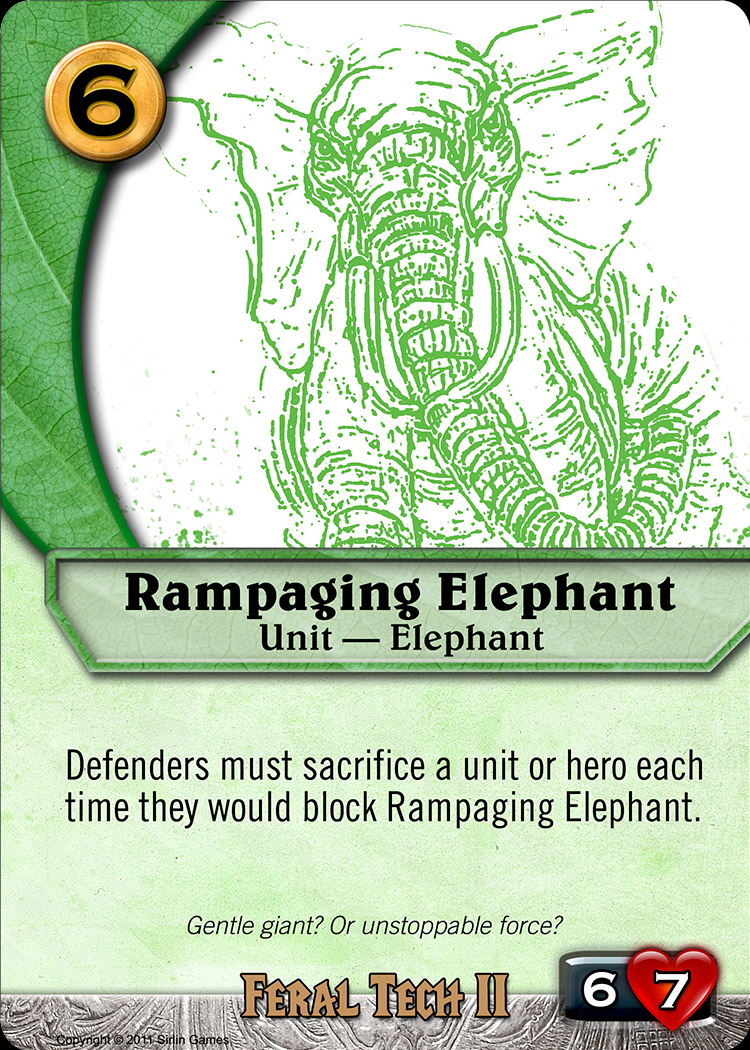 6
Rampaging Elephant
Unit — Elephant
Defenders must sacrifice a unit or hero each
time they would block Rampaging Elephant.
Gentle giant? Or unstoppable force?
6 7
Feral Tech II
Copyright © 2011 Sirlin Games